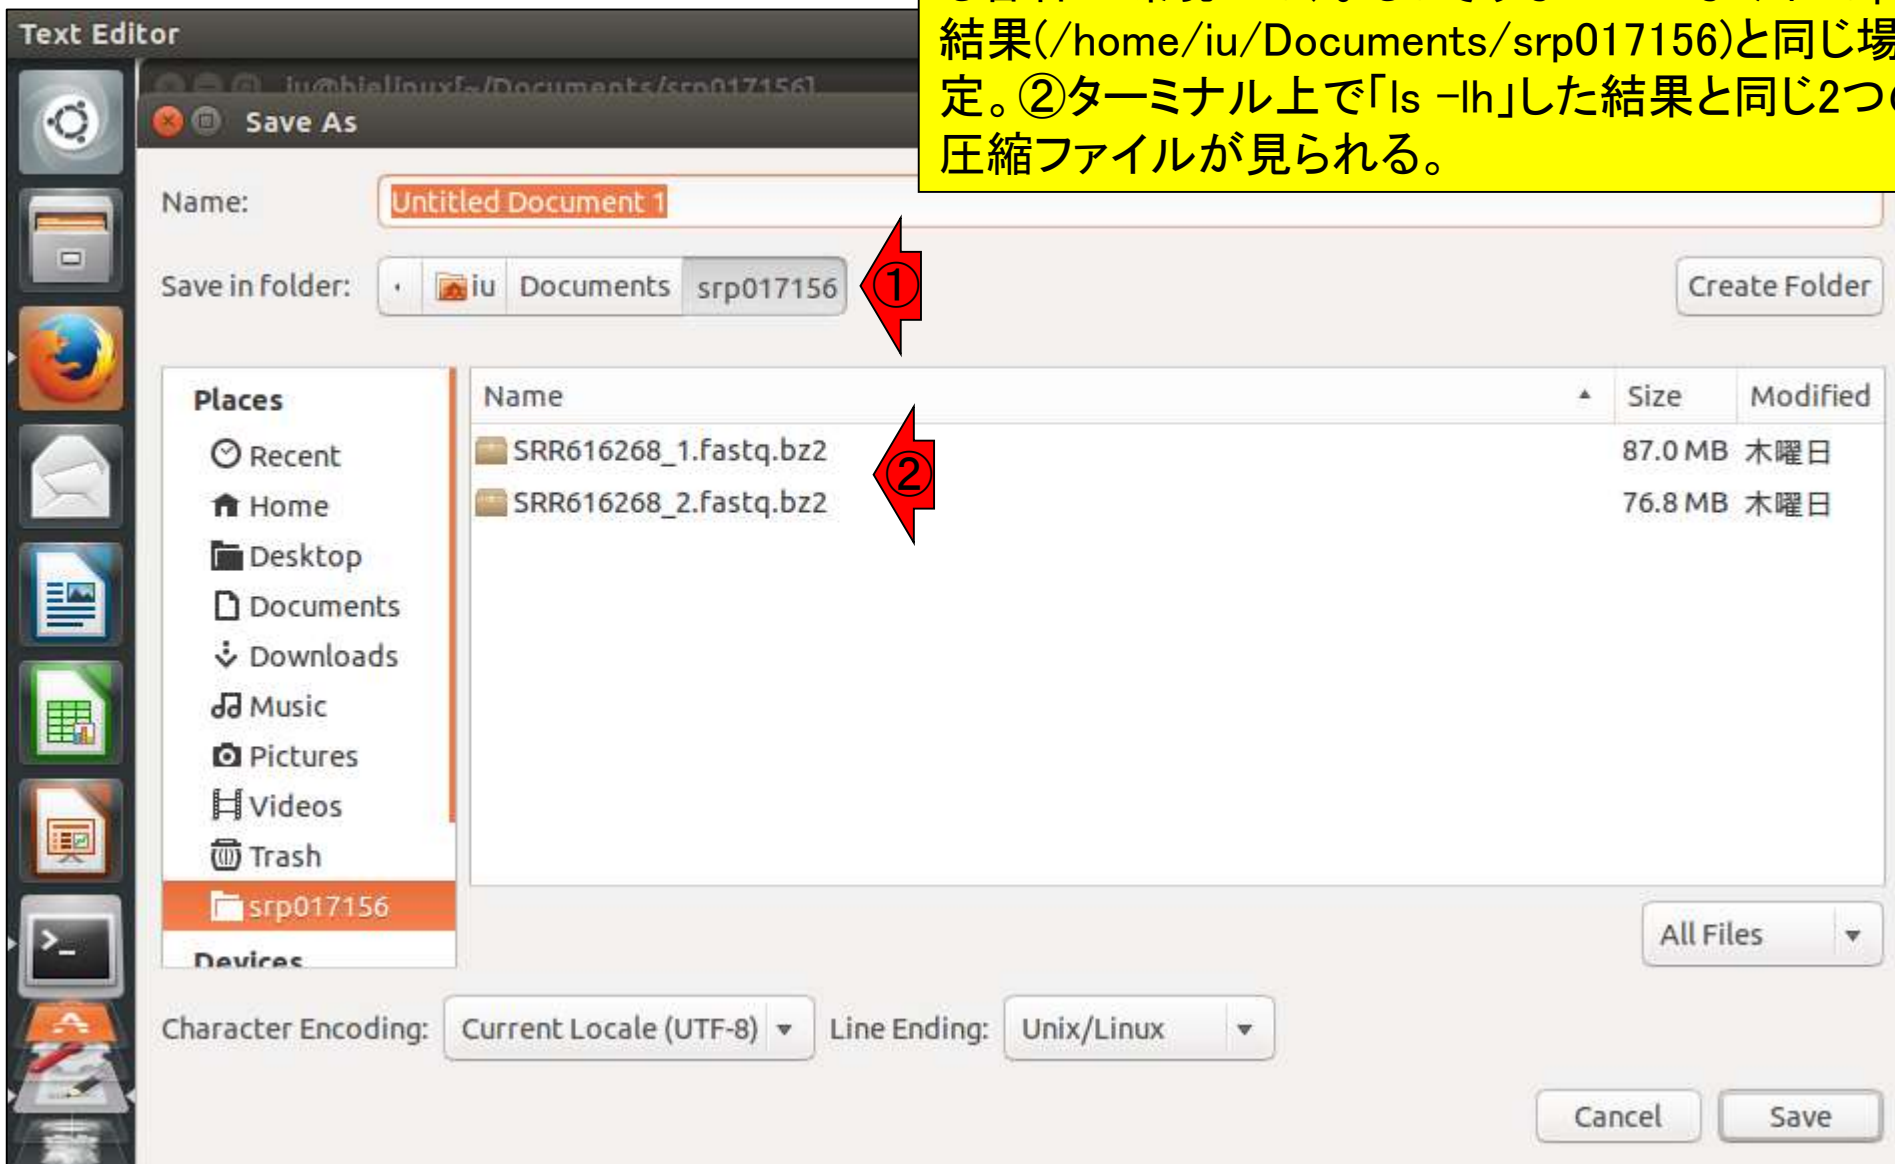 結果(/home/iu/Documents/srp017156)と同じ場
定。②ターミナル上で「ls –lh」した結果と同じ2つ
圧縮ファイルが見られる。
Text Editor
iu@bielinux[~/Documents/srp017156]
Save As
Name: Untitled Document 1
Save in folder: iu Documents srp017156 ① Create Folder
Places
Recent
Home
Desktop
Documents
Downloads
Music
Pictures
Videos
Trash
srp017156
Devices
Name Size Modified
SRR616268_1.fastq.bz2 87.0 MB 木曜日
②
SRR616268_2.fastq.bz2 76.8 MB 木曜日
All Files
Character Encoding: Current Locale (UTF-8) Line Ending: Unix/Linux
Cancel Save